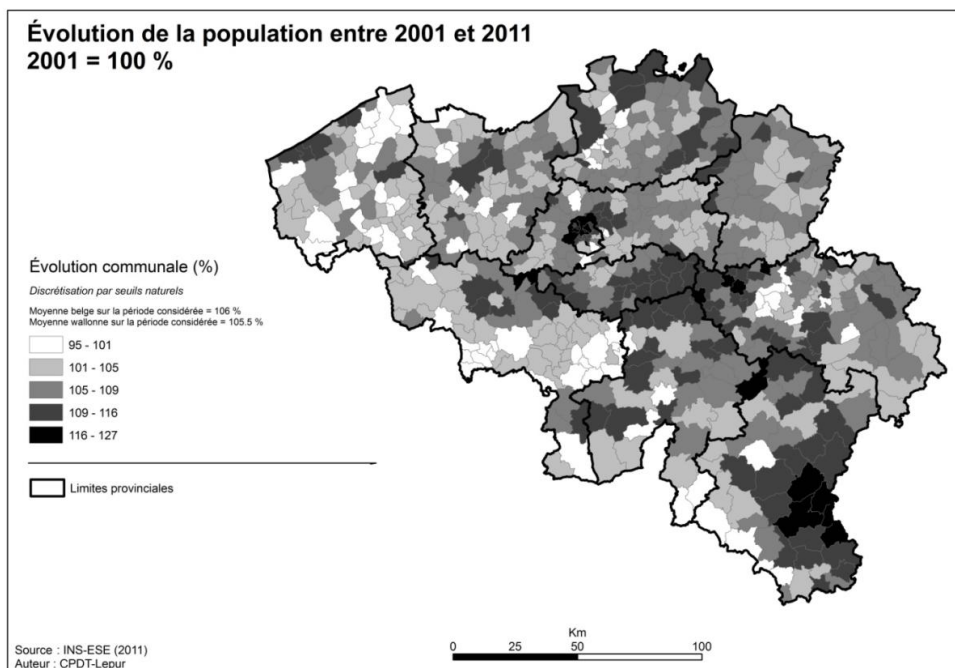 Évolution de la population entre 2001 et 2011
2001 = 100 %
Évolution communale (%)
Discrétisation par seuils naturels
Moyenne belge sur la période considérée = 106 %
Moyenne wallonne sur la période considérée = 105.5 %
95 - 101
101 - 105
105 - 109
109 - 116
116 - 127
Limites provinciales
Source : INS-ESE (2011)
Auteur : CPDT-Lepur
Km
0 25 50 100